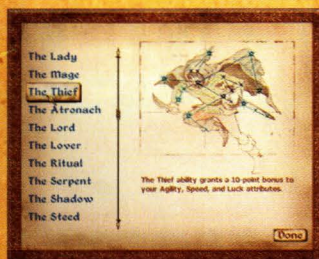 The Lady
The Mage
The Thief
The Atronach
The Lord
The Lover
The Ritual
The Serpent
The Shadow
The Steed
The Thief ability grants a 10-point bonus to
your Agility, Speed, and Luck attributes.
Done